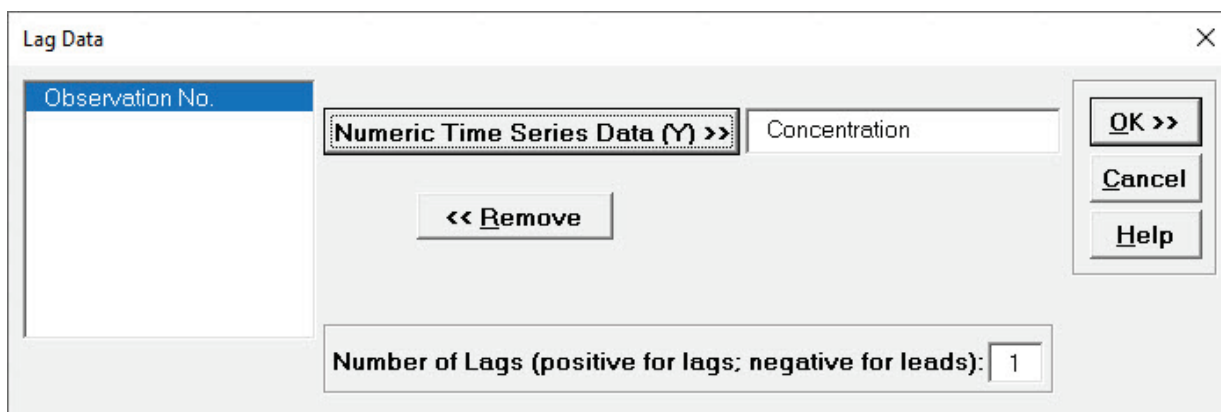 Lag Data
Observation No.
Numeric Time Series Data (Y) >>
Concentration
<< Remove
OK >>
Cancel
Help
Number of Lags (positive for lags; negative for leads): 1